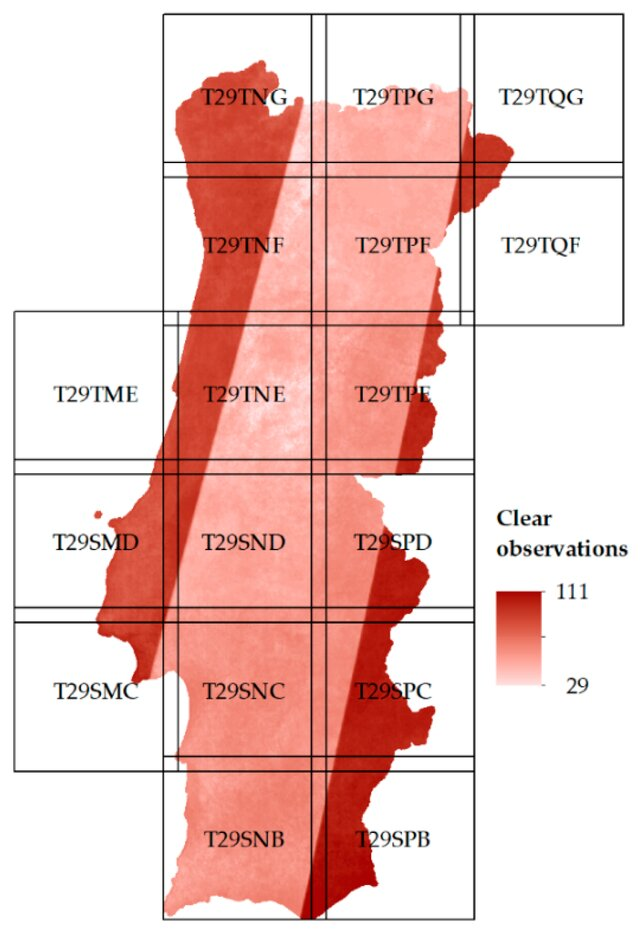 T29TNG T29TPG T29TQG
T29TNF T29TPF T29TQF
T29TME T29TNE T29TPE
T29SMD T29SND T29SPD
Clear
observations
111
29
T29SMC T29SNC T29SPC
T29SNB T29SPB